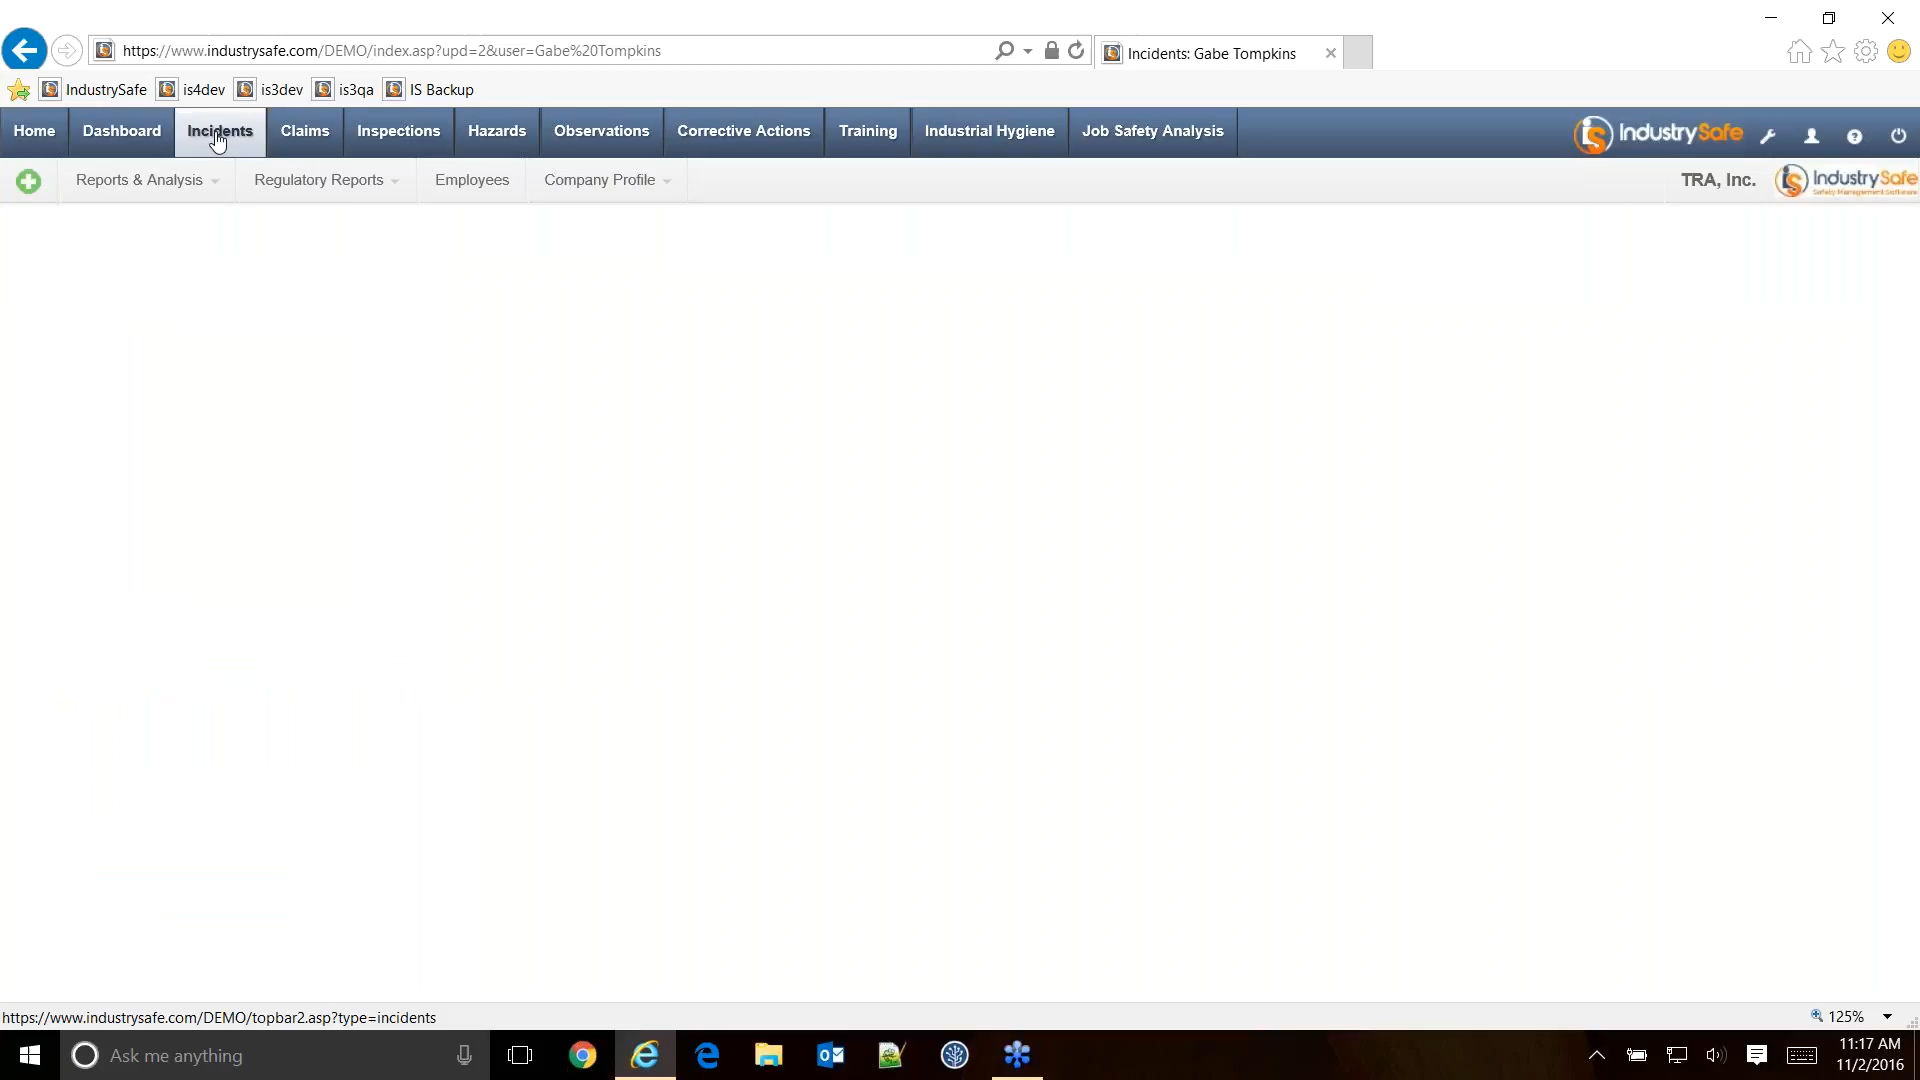 https://www.industrysafe.com/DEMO/index.asp?upd=2&user=Gabe%20Tompkins
Incidents: Gabe Tompkins
IndustrySafe is4dev is3dev is3qa IS Backup
Home Dashboard Incidents Claims Inspections Hazards Observations Corrective Actions Training Industrial Hygiene Job Safety Analysis IndustrySafe
Reports & Analysis Regulatory Reports Employees Company Profile TRA, Inc. IndustrySafe
Safety Management Software
https://www.industrysafe.com/DEMO/topbar2.asp?type=incidents
125%
Ask me anything
11:17 AM
11/2/2016